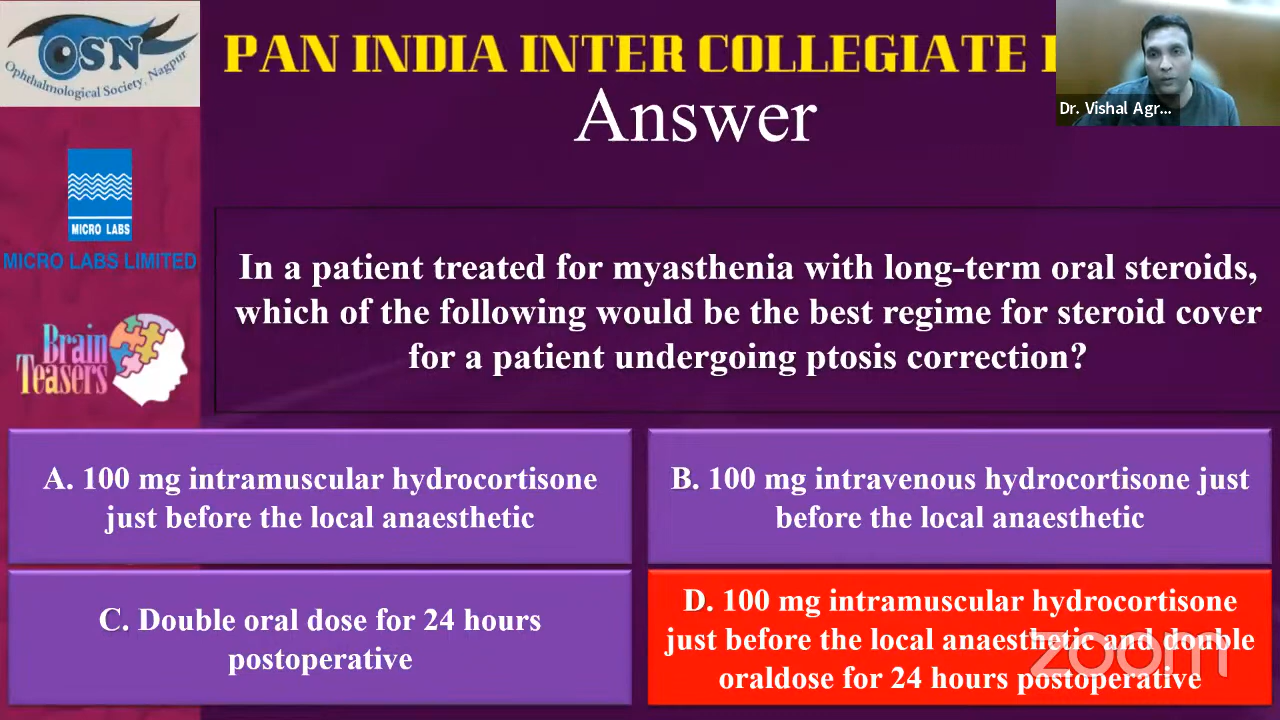 OSN
Ophthalmological Society, Nagpur
PAN INDIA INTER COLLEGIATE
Dr. Vishal Agr...
Answer
MICRO LABS
MICRO LABS LIMITED
Brain
Teasers
In a patient treated for myasthenia with long-term oral steroids,
which of the following would be the best regime for steroid cover
for a patient undergoing ptosis correction?
A. 100 mg intramuscular hydrocortisone
just before the local anaesthetic
B. 100 mg intravenous hydrocortisone just
before the local anaesthetic
C. Double oral dose for 24 hours
postoperative
D. 100 mg intramuscular hydrocortisone
just before the local anaesthetic and double
oraldose for 24 hours postoperative
zoom